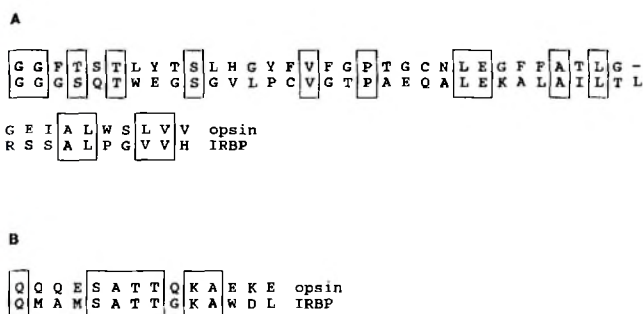 A
G G F T S T L Y T S L H G Y F V F G P T G C N L E G F F A T L G -
G G G S Q T W E G S G V L P C V G T P A E Q A L E K A L A I L T L
G E I A L W S L V V opsin
R S S A L P G V V H IRBP
B
Q Q Q E S A T T Q K A E K E opsin
Q M A M S A T T G K A W D L IRBP